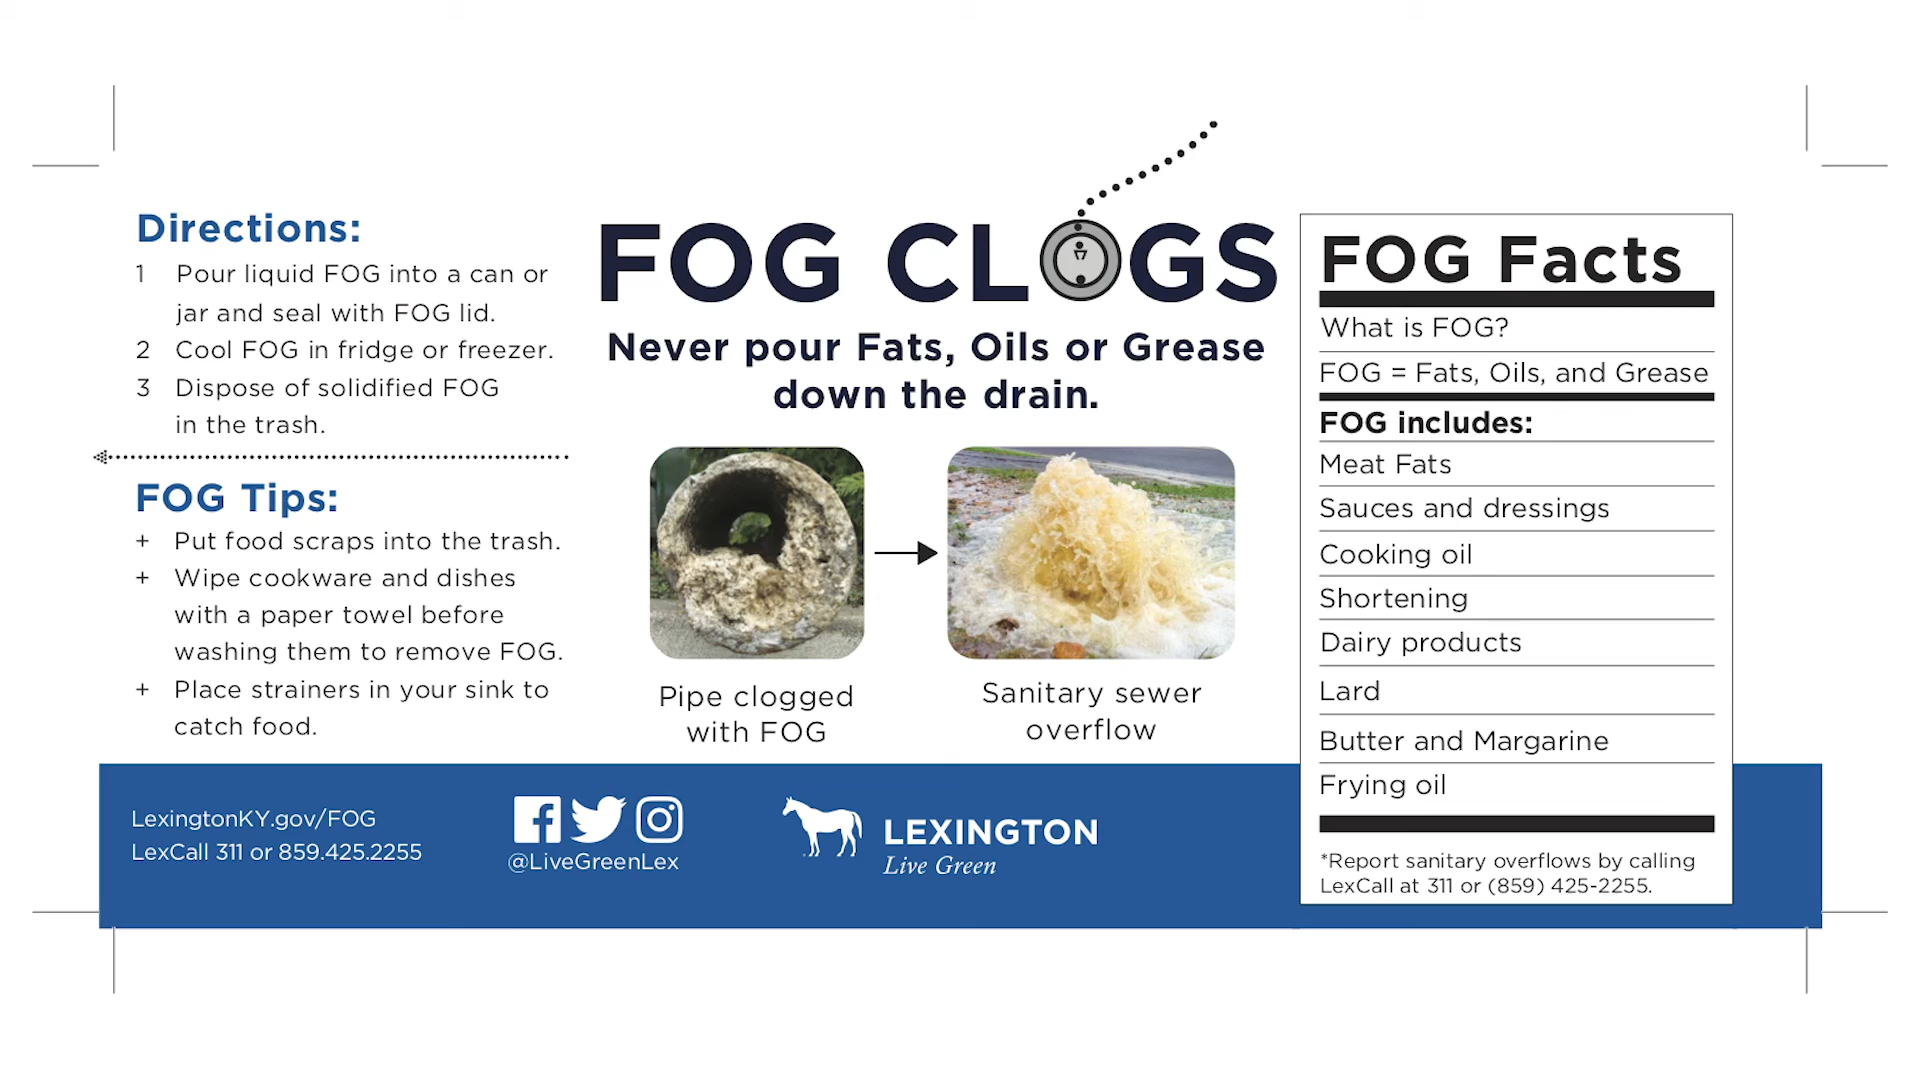 Directions:
1 Pour liquid FOG into a can or
jar and seal with FOG lid.
2 Cool FOG in fridge or freezer.
3 Dispose of solidified FOG
in the trash.
FOG Tips:
+ Put food scraps into the trash.
+ Wipe cookware and dishes
with a paper towel before
washing them to remove FOG.
+ Place strainers in your sink to
catch food.
FOG CLOGS
Never pour Fats, Oils or Grease
down the drain.
Pipe clogged
with FOG
Sanitary sewer
overflow
FOG Facts
What is FOG?
FOG = Fats, Oils, and Grease
FOG includes:
Meat Fats
Sauces and dressings
Cooking oil
Shortening
Dairy products
Lard
Butter and Margarine
Frying oil
*Report sanitary overflows by calling
LexCall at 311 or (859) 425-2255.
LexingtonKY.gov/FOG
LexCall 311 or 859.425.2255
@LiveGreenLex
LEXINGTON
Live Green